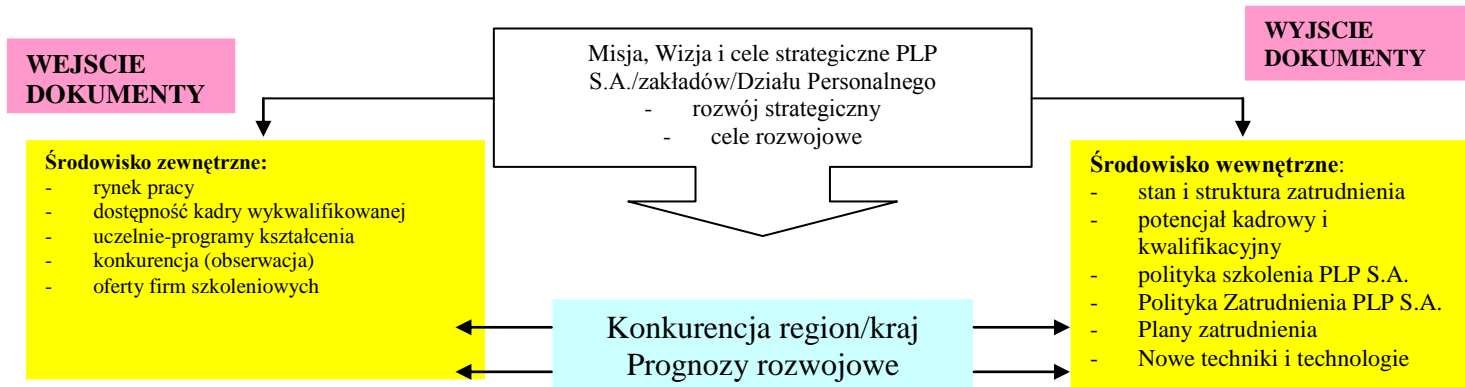 WEJSCIE
DOKUMENTY
Misja, Wizja i cele strategiczne PLP
S.A./zakładów/Działu Personalnego
- rozwój strategiczny
- cele rozwojowe
WYJSCIE
DOKUMENTY
Środowisko zewnętrzne:
- rynek pracy
- dostępność kadry wykwalifikowanej
- uczelnie-programy kształcenia
- konkurencja (obserwacja)
- oferty firm szkoleniowych
Środowisko wewnętrzne:
- stan i struktura zatrudnienia
- potencjał kadrowy i
kwalifikacyjny
- polityka szkolenia PLP S.A.
- Polityka Zatrudnienia PLP S.A.
- Plany zatrudnienia
- Nowe techniki i technologie
Konkurencja region/kraj
Prognozy rozwojowe